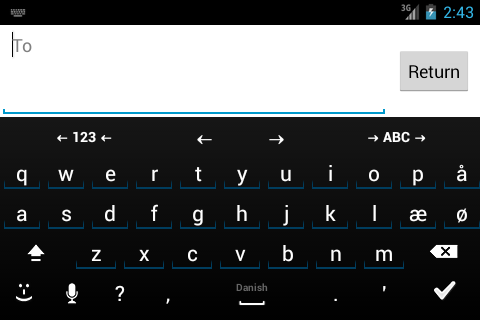 3G 2:43
To
Return
← 123 ← ← → → ABC →
q w e r t y u i o p å
a s d f g h j k l æ ø
z x c v b n m
? , Danish . '